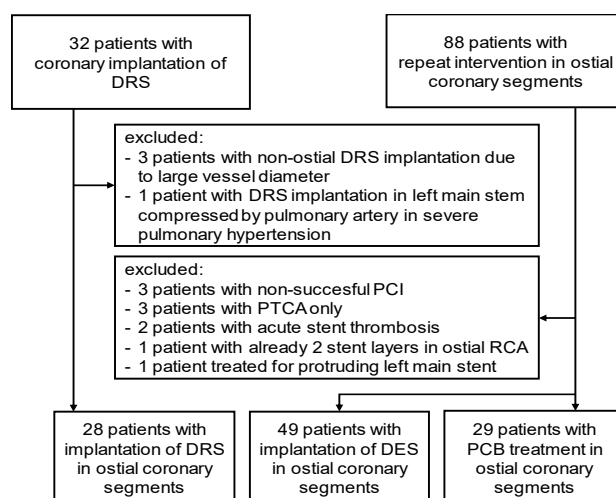 32 patients with
coronary implantation of
DRS
88 patients with
repeat intervention in ostial
coronary segments
excluded:
- 3 patients with non-ostial DRS implantation due
to large vessel diameter
- 1 patient with DRS implantation in left main stem
compressed by pulmonary artery in severe
pulmonary hypertension
excluded:
- 3 patients with non-succesful PCI
- 3 patients with PTCA only
- 2 patients with acute stent thrombosis
- 1 patient with already 2 stent layers in ostial RCA
- 1 patient treated for protruding left main stent
28 patients with
implantation of DRS
in ostial coronary
segments
49 patients with
implantation of DES
in ostial coronary
segments
29 patients with
PCB treatment in
ostial coronary
segments